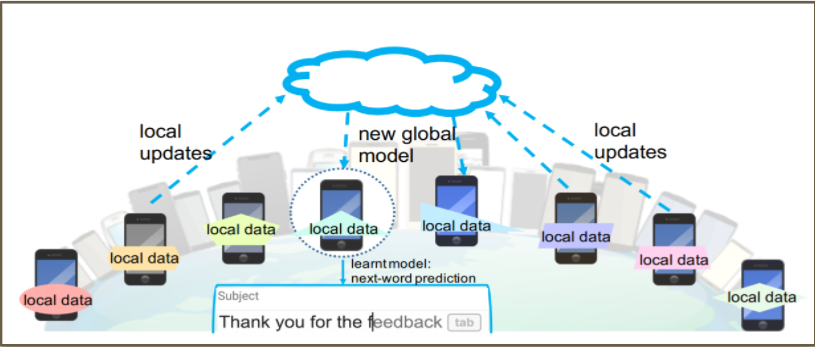 local
updates
new global
model
local
updates
local data
local data
local data
local data
local data
local data
local data
local data
learnt model:
next-word prediction
Subject
Thank you for the feedback tab